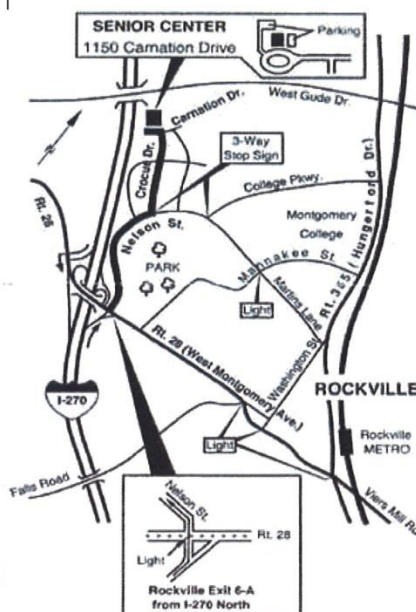 SENIOR CENTER
1150 Carnation Drive
Parking
West Gude Dr.
Carnation Dr.
Crocus Dr.
3-Way
Stop Sign
College Pkwy.
Rt. 28
Nelson St.
Montgomery
College
Rt. 355 (Hungerford Dr.)
PARK
Mannakee St.
Martins Lane
Light
Washington St.
Rt. 28 (West Montgomery Ave.)
I-270
ROCKVILLE
Rockville
METRO
Light
Falls Road
Viers Mill Rd
Nelson St.
Rt. 28
Light
Rockville Exit 6-A
from I-270 North